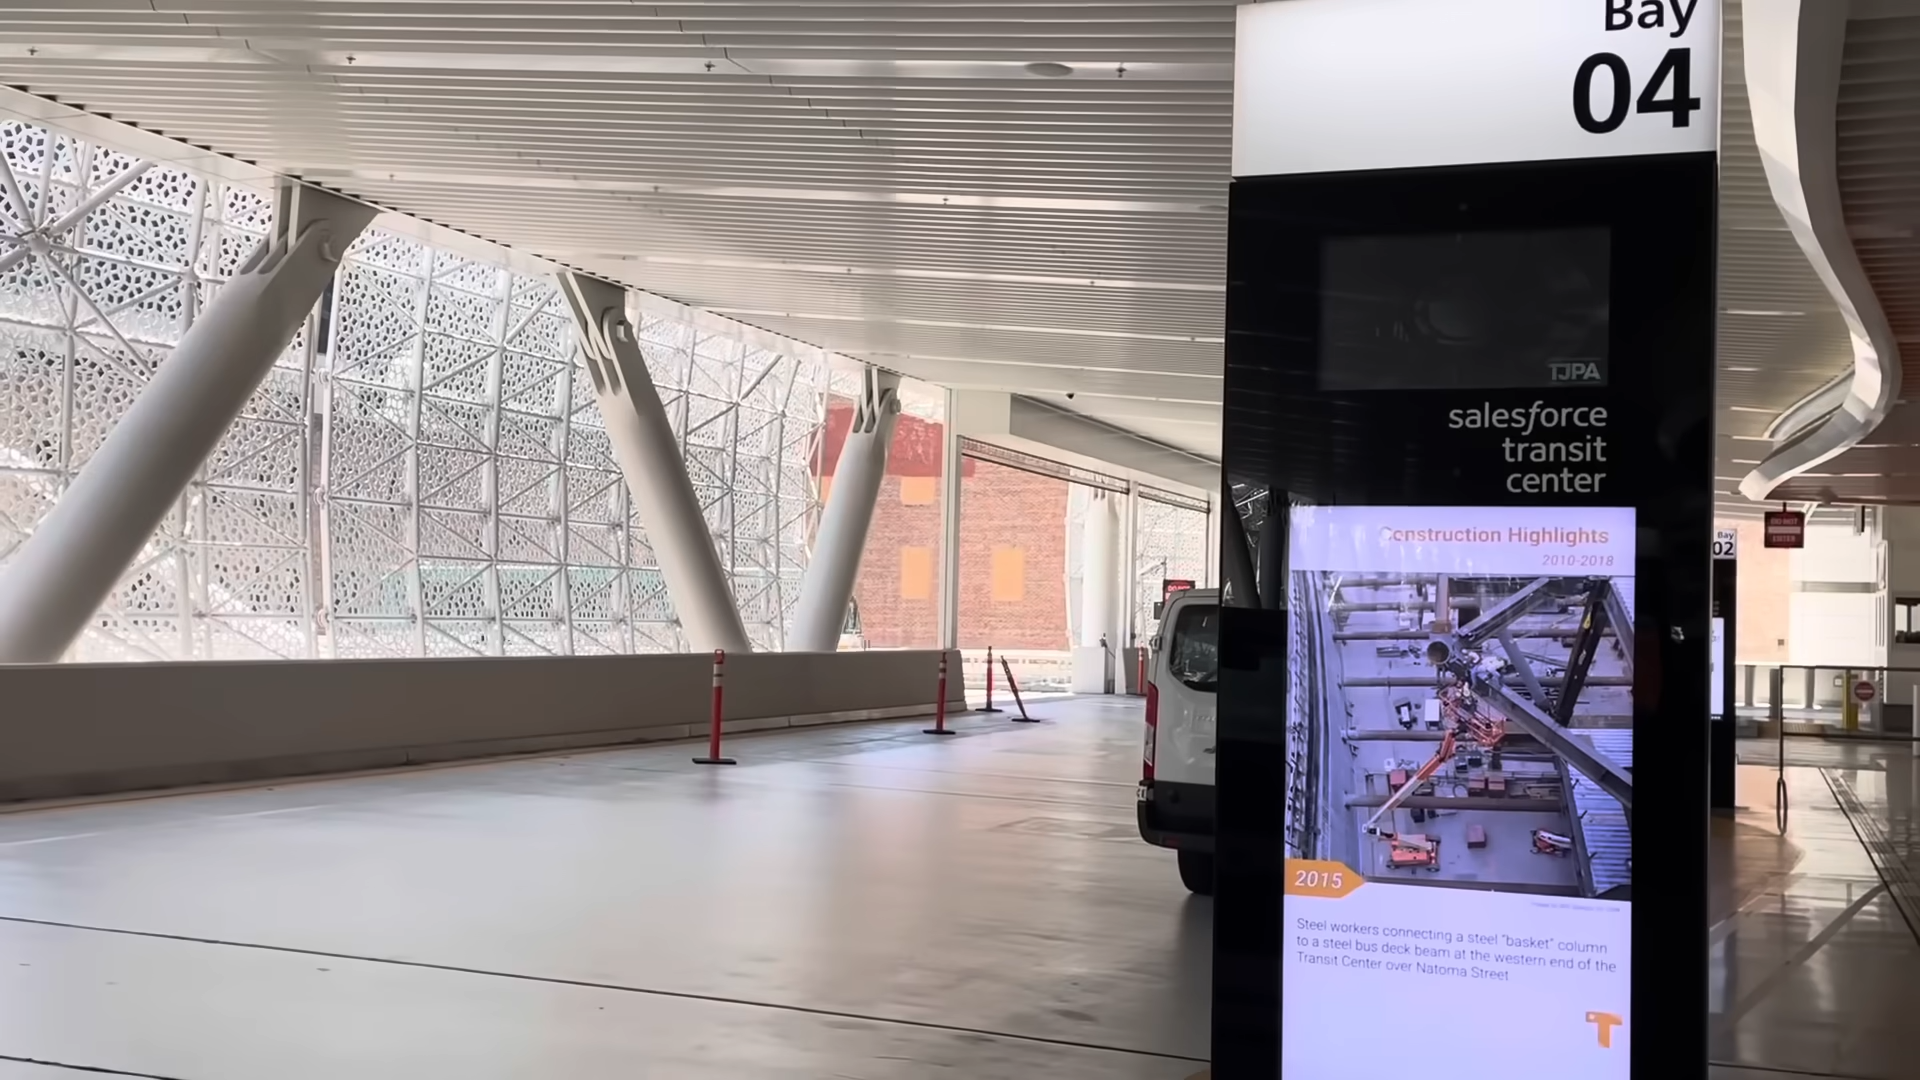 Bay
04
TJPA
salesforce
transit
center
Construction Highlights
2010-2018
2015
Steel workers connecting a steel "basket" column
to a steel bus deck beam at the western end of the
Transit Center over Natoma Street
T
Bay
02
DO NOT
ENTER